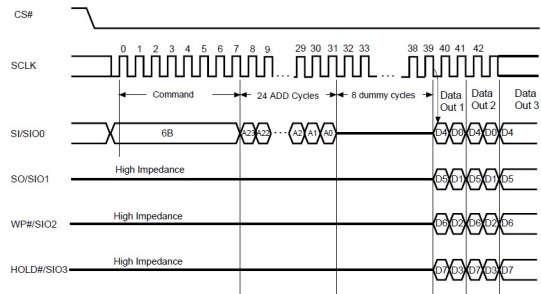 CS#
0 1 2 3 4 5 6 7 8 9 29 30 31 32 33 38 39 40 41 42
SCLK
Command 24 ADD Cycles 8 dummy cycles Data Out 1 Data Out 2 Data Out 3
SI/SIO0 6B A23 A22 A2 A1 A0 D4 D0 D4 D0 D4
High Impedance
SO/SIO1 D5 D1 D5 D1 D5
High Impedance
WP#/SIO2 D6 D2 D6 D2 D6
High Impedance
HOLD#/SIO3 D7 D3 D7 D3 D7